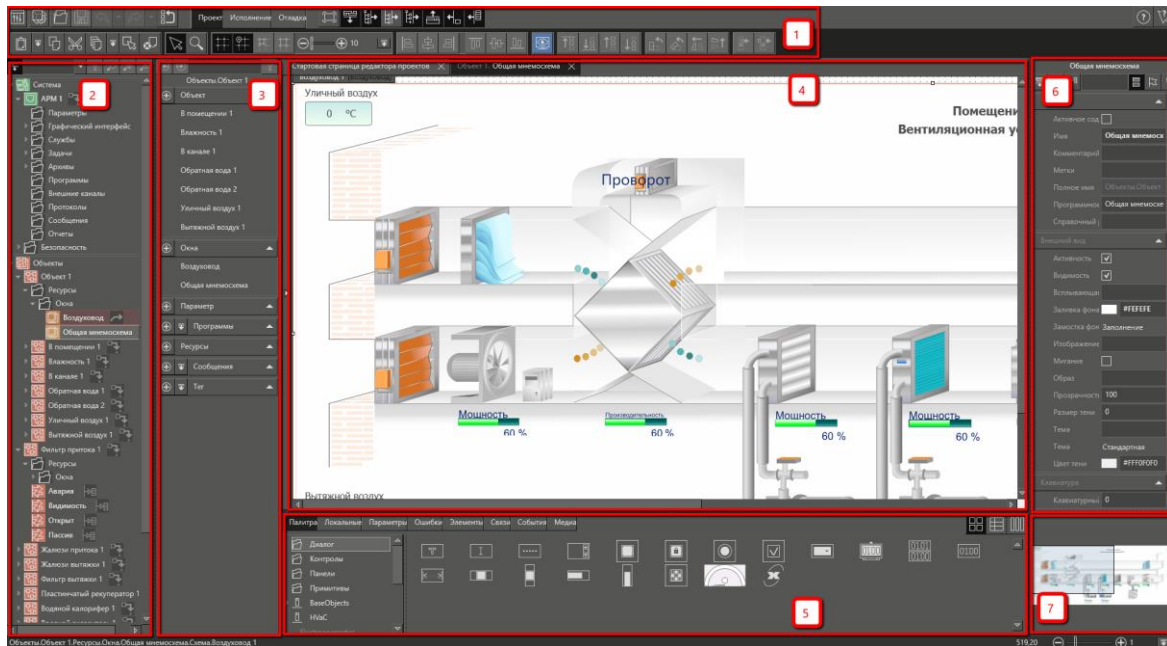 Проект Исполнение Отладка
10
1
2
Система
АРМ 1
Параметры
Графический интерфейс
Службы
Задачи
Архивы
Программы
Внешние каналы
Протоколы
Сообщения
Отчеты
Безопасность
Объекты
Объект 1
Ресурсы
Окна
Воздуховод
Общая мнемосхема
В помещении 1
Влажность 1
В канале 1
Обратная вода 1
Обратная вода 2
Уличный воздух 1
Вытяжной воздух 1
Фильтр притока 1
Ресурсы
Окна
Авария
Видимость
Открыт
Пассив
Жалюзи притока 1
Жалюзи вытяжки 1
Фильтр вытяжки 1
Пластинчатый рекуператор 1
Водяной калорифер 1
3
Объекты.Объект 1
Объект
В помещении 1
Влажность 1
В канале 1
Обратная вода 1
Обратная вода 2
Уличный воздух 1
Вытяжной воздух 1
Окна
Воздуховод
Общая мнемосхема
Параметр
Программы
Ресурсы
Сообщения
Тег
Стартовая страница редактора проектов
Объект 1. Общая мнемосхема
4
Воздуховод 1 Воздуховод
Уличный воздух
0 °C
Помещени
Вентиляционная ус
Проворот
Мощность
60 %
Производительность
60 %
Мощность
60 %
Мощность
60 %
Вытяжной воздух
Палитра Локальные Параметры Ошибки Элементы Связи События Медиа
Диалог
Контролы
Панели
Примитивы
BaseObjects
HVaC
5
Общая мнемосхема
6
Активное сод
Имя Общая мнемосх
Комментарий
Метки
Полное имя Объекты.Объект
Программное Общая мнемосхе
Справочный
Внешний вид
Активность
Видимость
Всплывающая
Заливка фона #FEFEFE
Замостка фон Заполнение
Изображение
Мигание
Образ
Прозрачность 100
Размер тени 0
Тема
Тема Стандартная
Цвет тени #FFF0F0F0
Клавиатура
Клавиатурный 0
7
Объекты.Объект 1.Ресурсы.Окна.Общая мнемосхема.Схема.Воздуховод 1
519,20
1